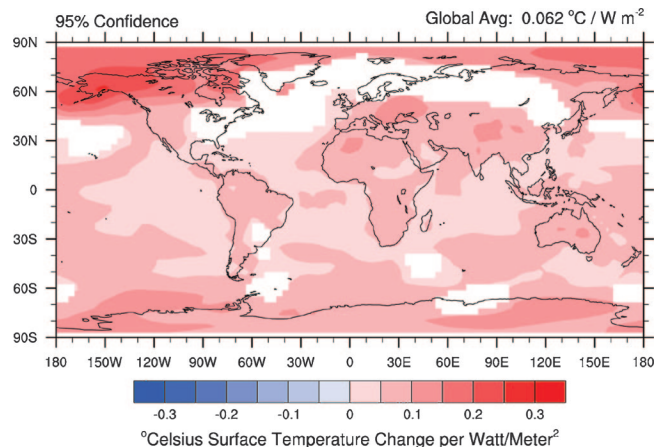 95% Confidence Global Avg: 0.062 °C / W m⁻²
90N
60N
30N
0
30S
60S
90S
180 150W 120W 90W 60W 30W 0 30E 60E 90E 120E 150E 180
-0.3 -0.2 -0.1 0 0.1 0.2 0.3
°Celsius Surface Temperature Change per Watt/Meter²